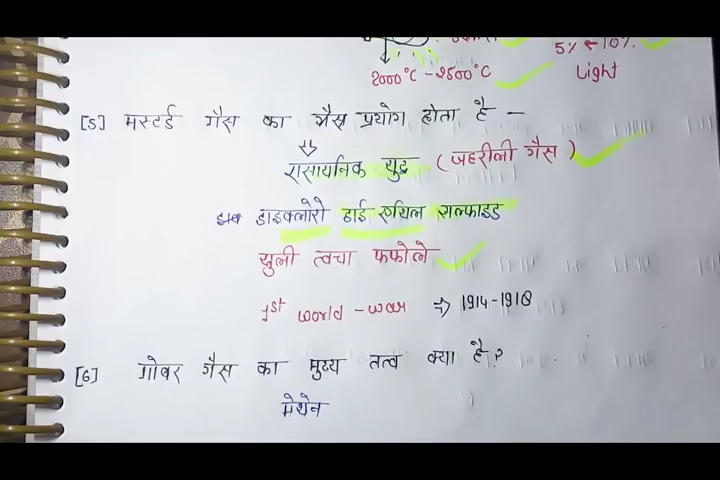 5% ← 10%
2000°C - 2500°C Light
[5] मस्टर्ड गैस का गैस प्रयोग होता है -
रासायनिक युद्ध (जहरीली गैस)
डाइक्लोरो डाई एथिल सल्फाइड
खुली त्वचा फफोले
1st world - war ⇒ 1914-1918
[6] गोबर गैस का मुख्य तत्व क्या है?
मेथेन